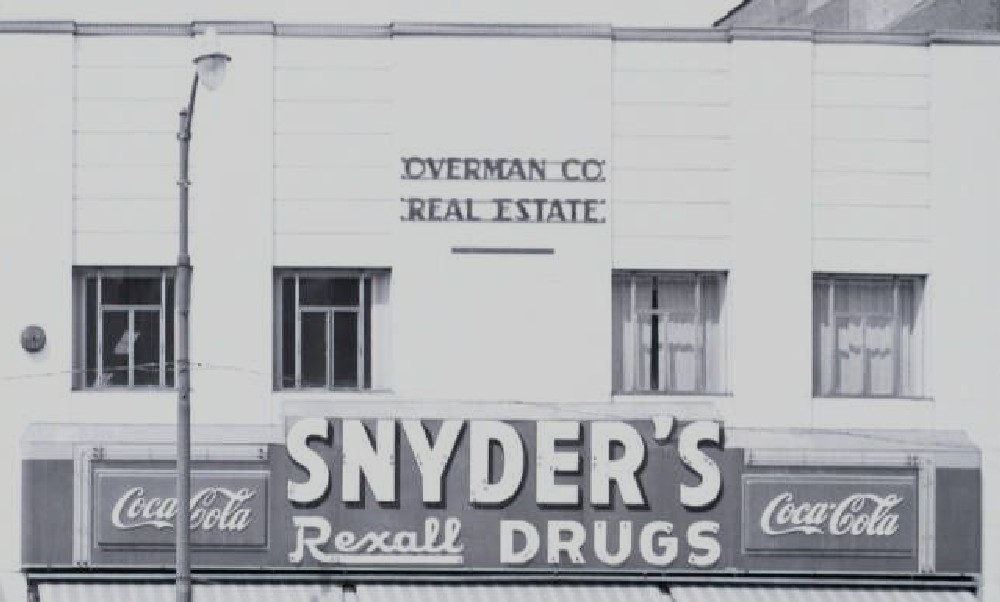 OVERMAN CO
REAL ESTATE
SNYDER'S
Coca-Cola
Rexall DRUGS
Coca-Cola